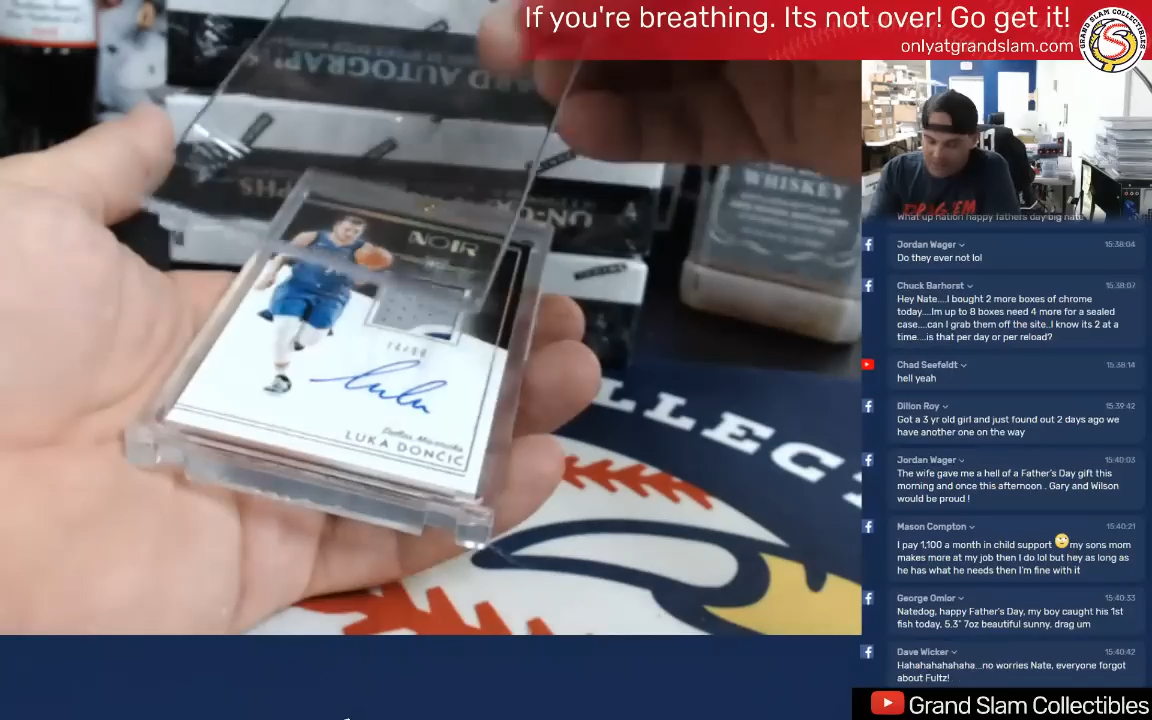 If you're breathing. Its not over! Go get it!
onlyatgrandslam.com
GRAND SLAM COLLECTIBLES
WHISKEY
NOIR
Dallas Mavericks
LUKA DONCIC
LLECT
DRAG 'EM
What up nation happy fathers day big nate
Jordan Wager
15:38:04
Do they ever not lol
Chuck Barhorst
15:38:07
Hey Nate....I bought 2 more boxes of chrome
today....Im up to 8 boxes need 4 more for a sealed
case....can I grab them off the site..I know its 2 at a
time....is that per day or per reload?
Chad Seefeldt
15:38:14
hell yeah
Dillon Roy
15:39:42
Got a 3 yr old girl and just found out 2 days ago we
have another one on the way
Jordan Wager
15:40:03
The wife gave me a hell of a Father's Day gift this
morning and once this afternoon . Gary and Wilson
would be proud !
Mason Compton
15:40:21
I pay 1,100 a month in child support 🙄my sons mom
makes more at my job then I do lol but hey as long as
he has what he needs then I'm fine with it
George Omlor
15:40:33
Natedog, happy Father's Day, my boy caught his 1st
fish today, 5.3" 7oz beautiful sunny, drag um
Dave Wicker
15:40:42
Hahahahahahaha...no worries Nate, everyone forgot
about Fultz!
Grand Slam Collectibles